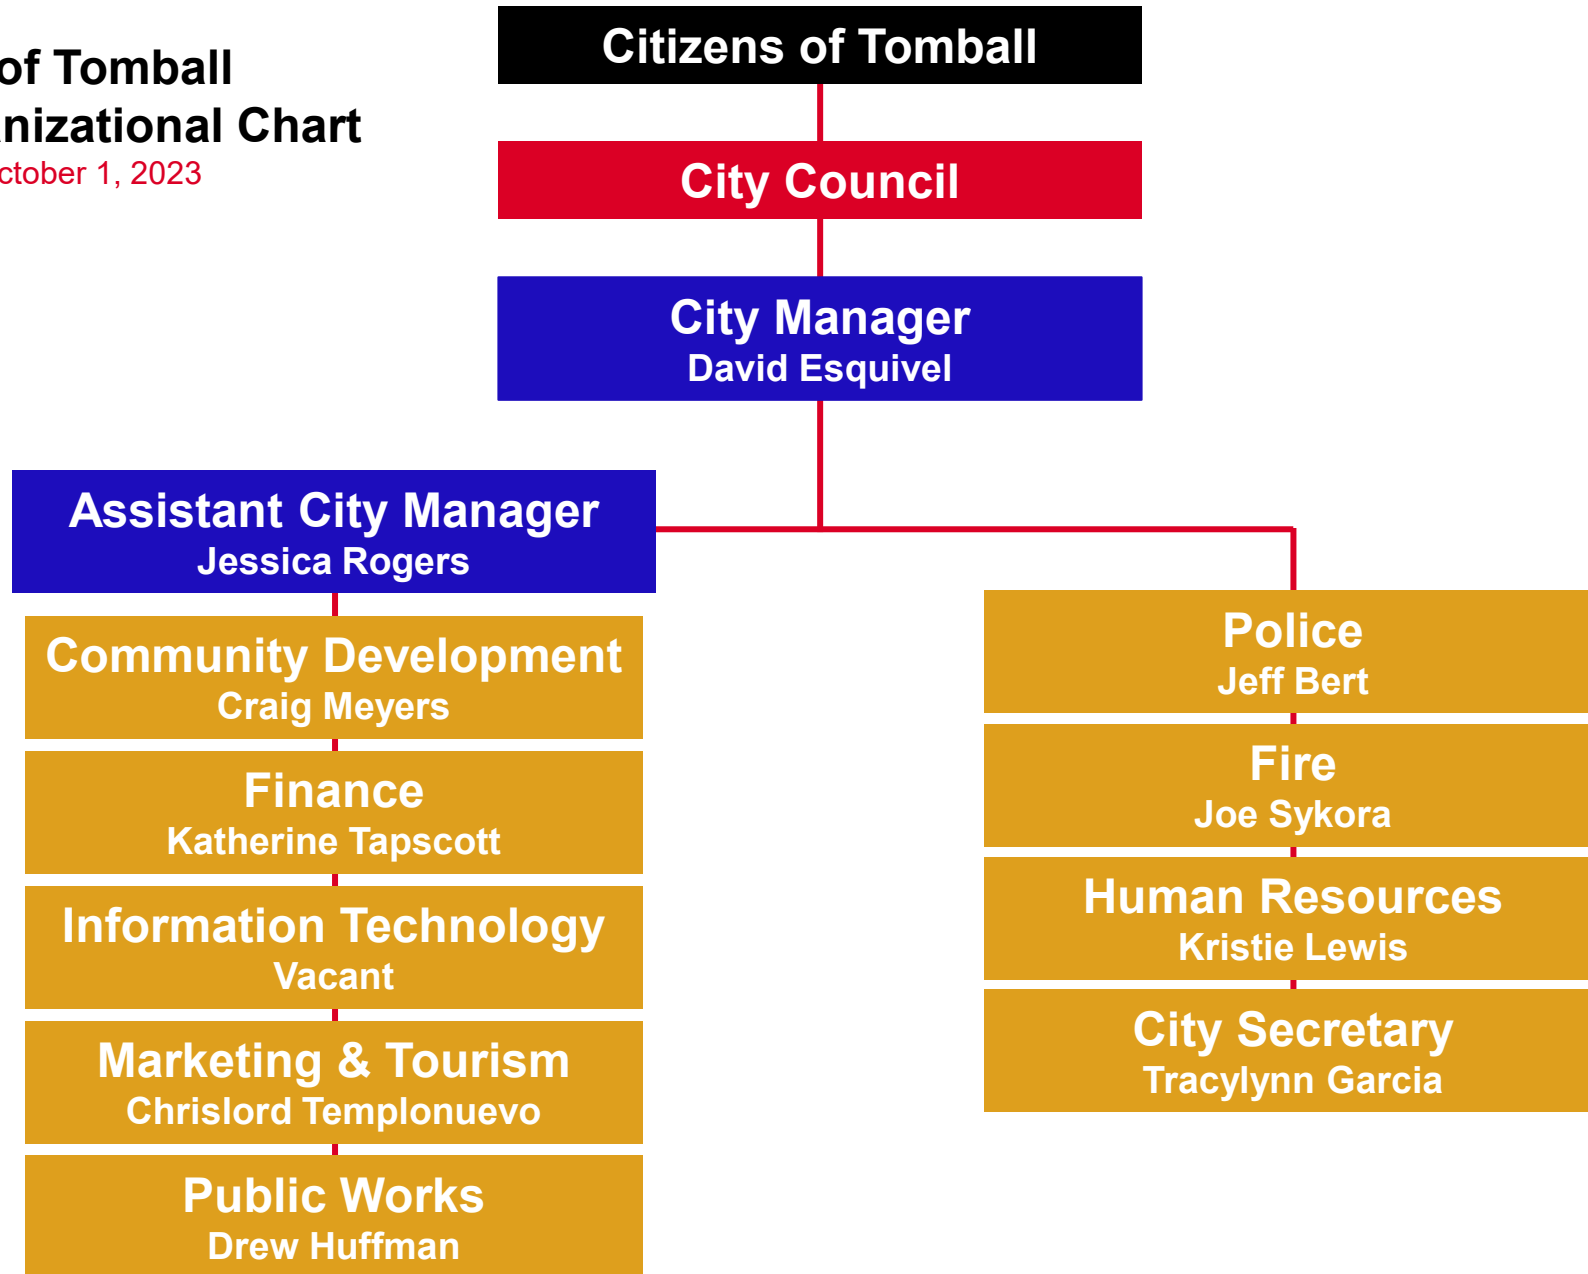 of Tomball
nizational Chart
ctober 1, 2023
Citizens of Tomball
City Council
City Manager
David Esquivel
Assistant City Manager
Jessica Rogers
Community Development
Craig Meyers
Finance
Katherine Tapscott
Information Technology
Vacant
Marketing & Tourism
Chrislord Templonuevo
Public Works
Drew Huffman
Police
Jeff Bert
Fire
Joe Sykora
Human Resources
Kristie Lewis
City Secretary
Tracylynn Garcia